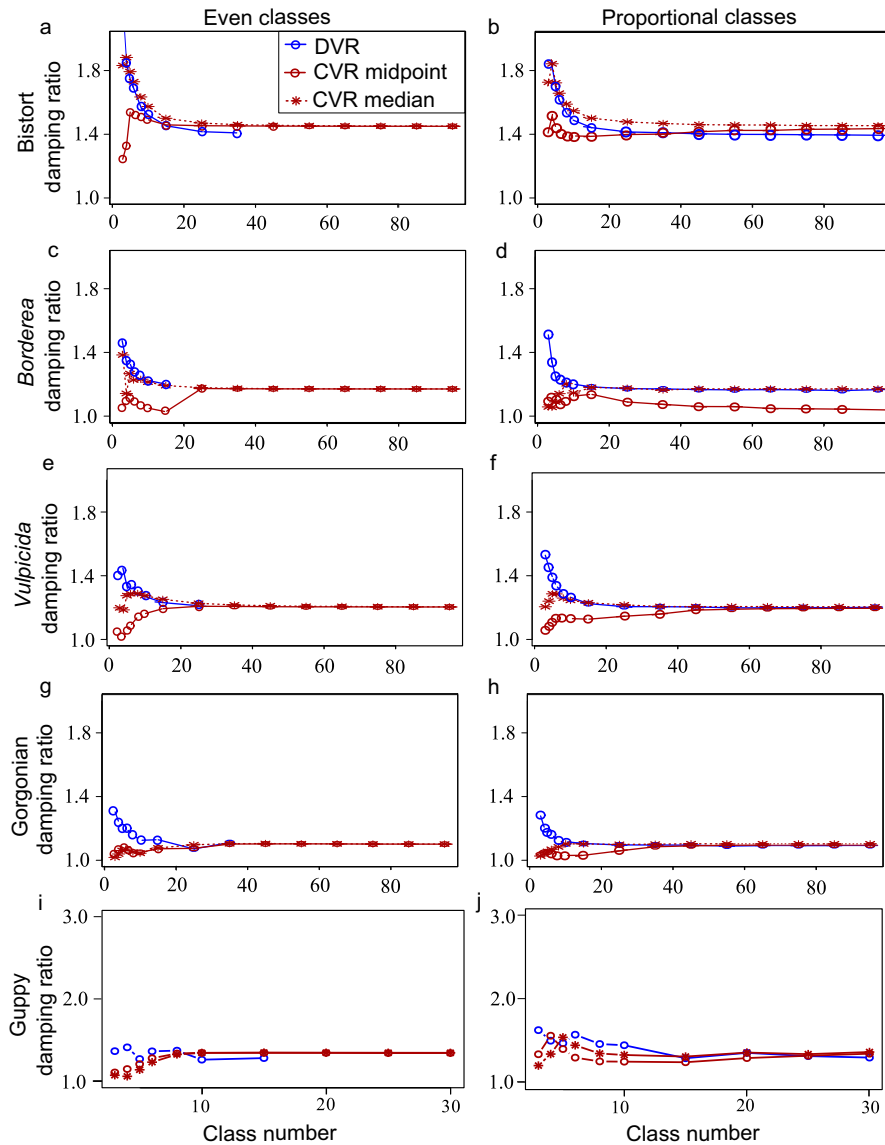 Even classes
Proportional classes
a
b
DVR
CVR midpoint
CVR median
Bistort
damping ratio
1.8
1.4
1.0
0 20 40 60 80
1.8
1.4
1.0
0 20 40 60 80
c
d
Borderea
damping ratio
1.8
1.4
1.0
0 20 40 60 80
1.8
1.4
1.0
0 20 40 60 80
e
f
Vulpicida
damping ratio
1.8
1.4
1.0
0 20 40 60 80
1.8
1.4
1.0
0 20 40 60 80
g
h
Gorgonian
damping ratio
1.8
1.4
1.0
0 20 40 60 80
1.8
1.4
1.0
0 20 40 60 80
i
j
Guppy
damping ratio
3.0
2.0
1.0
10 20 30
3.0
2.0
1.0
10 20 30
Class number
Class number